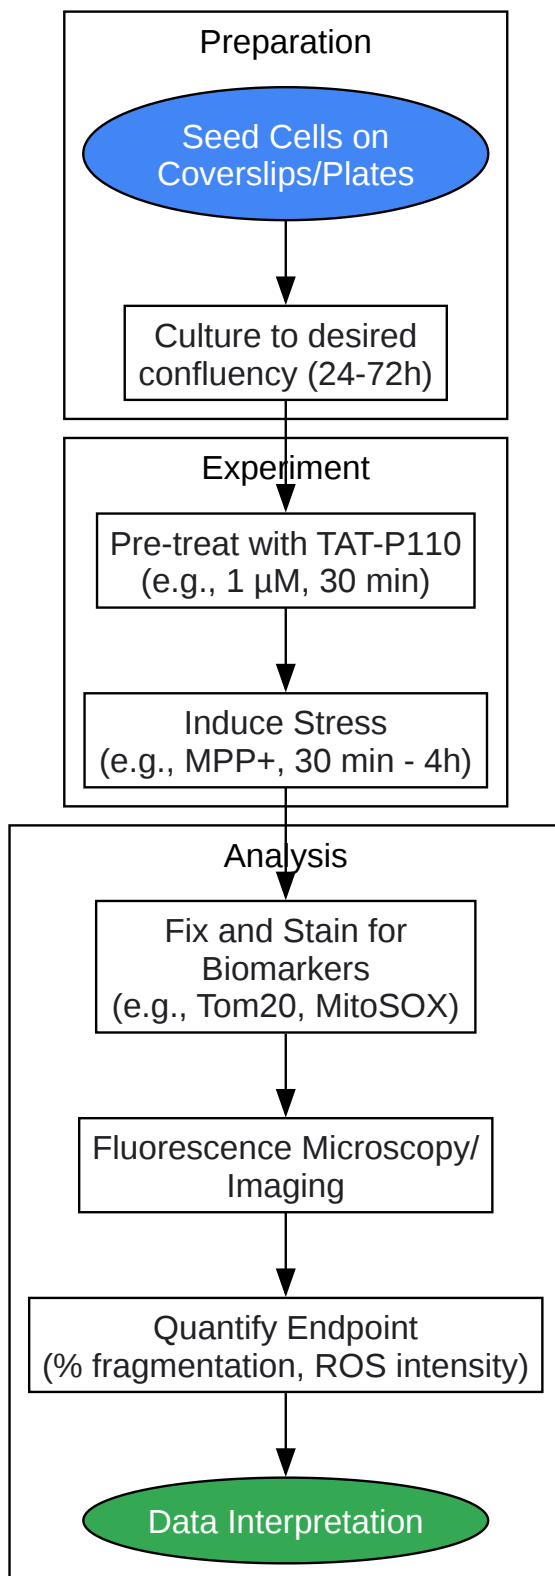 Preparation
Seed Cells on
Coverslips/Plates
Culture to desired
confluency (24-72h)
Experiment
Pre-treat with TAT-P110
(e.g., 1 µM, 30 min)
Induce Stress
(e.g., MPP+, 30 min - 4h)
Analysis
Fix and Stain for
Biomarkers
(e.g., Tom20, MitoSOX)
Fluorescence Microscopy/
Imaging
Quantify Endpoint
(% fragmentation, ROS intensity)
Data Interpretation